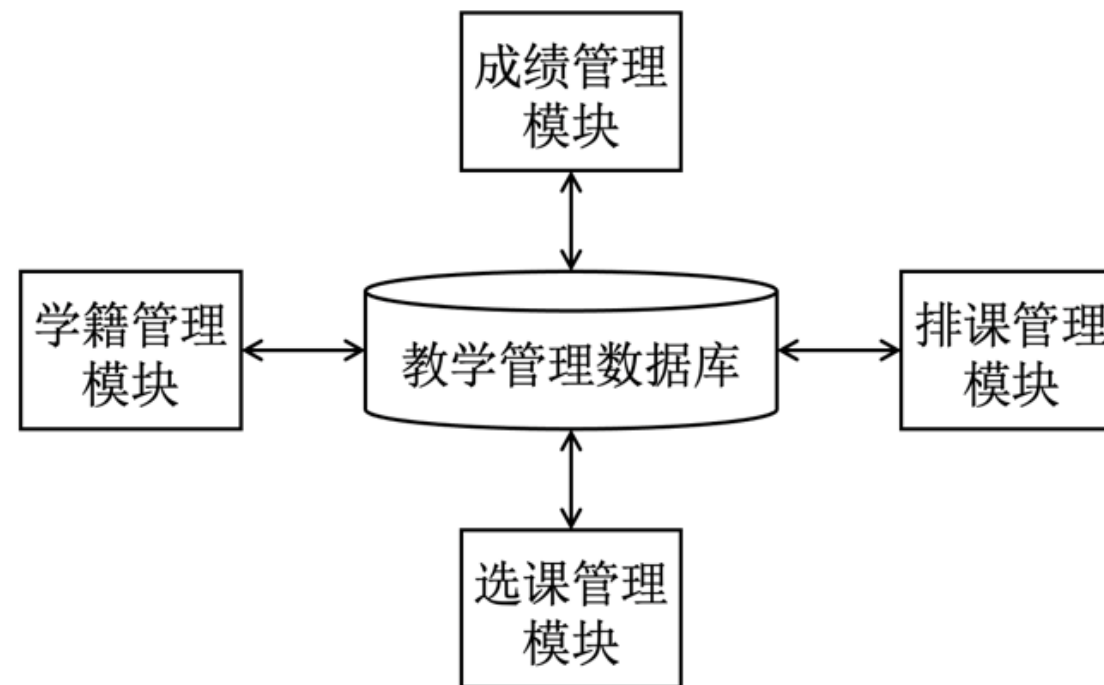 成绩管理
模块
学籍管理
模块
教学管理数据库
排课管理
模块
选课管理
模块